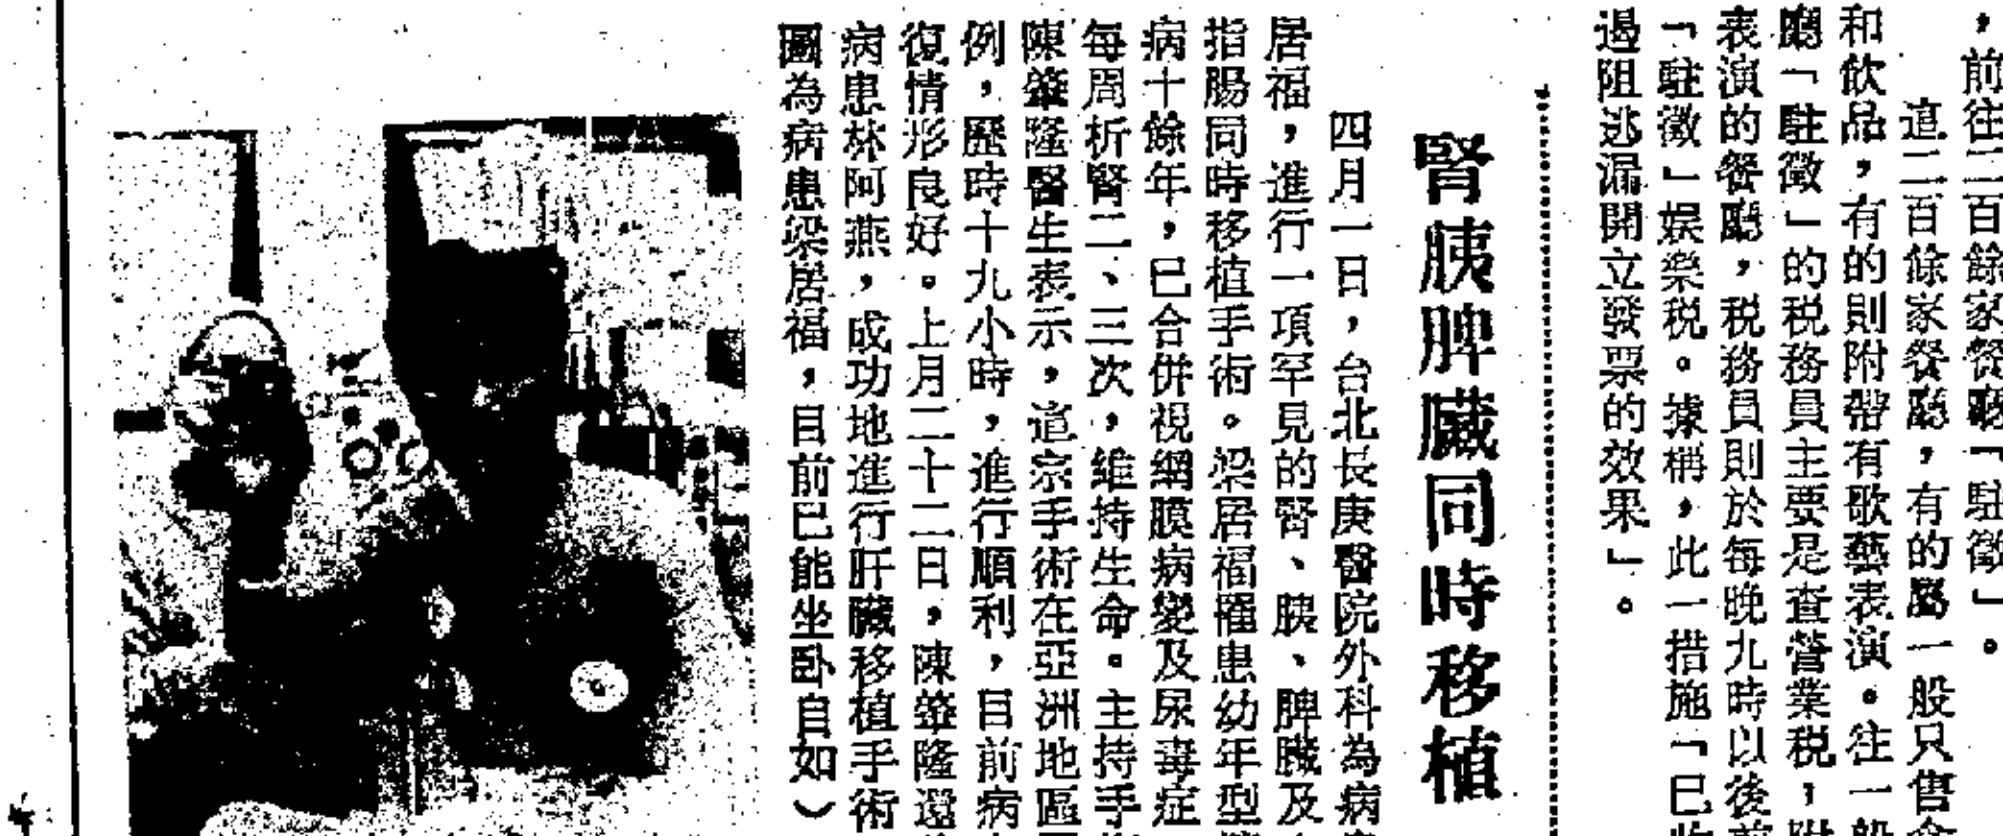 ，前往二百餘家餐廳「駐徵」。
這二百餘家餐廳，有的屬一般只售
和飲品，有的則附帶有歌藝表演。往一般
廳「駐徵」的稅務員主要是查營業稅，附
表演的餐廳，稅務員則於每晚九時以後前
「駐徵」娛樂稅。據稱，此一措施「已收
遏阻逃漏開立發票的效果」。
腎胰脾臟同時移植
四月一日，台北長庚醫院外科為病
居福，進行一項罕見的腎、胰、脾臟及
指腸同時移植手術。梁居福罹患幼年型
病十餘年，已合併視網膜病變及尿毒症
每周析腎二、三次，維持生命。主持手
陳肇隆醫生表示，這宗手術在亞洲地區
例，歷時十九小時，進行順利，目前病
復情形良好。上月二十二日，陳肇隆還
病患林阿燕，成功地進行肝臟移植手術
圖為病患梁居福，目前已能坐臥自如）